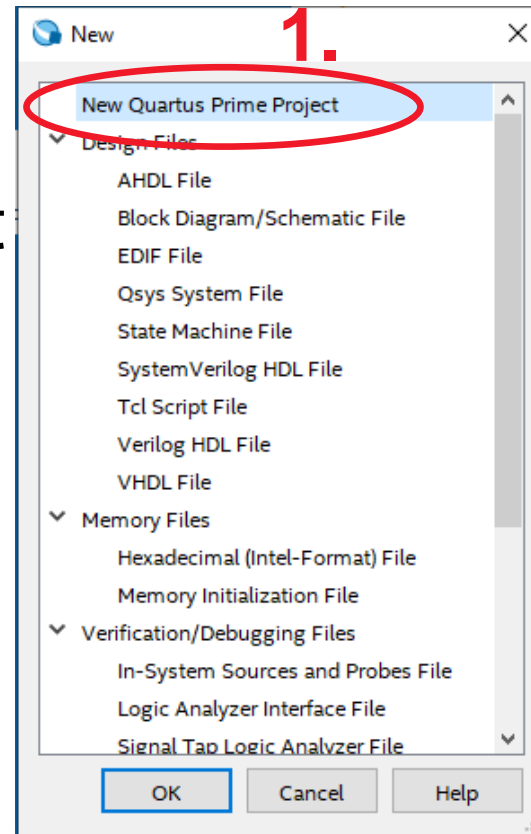 New
1.
New Quartus Prime Project
Design Files
AHDL File
Block Diagram/Schematic File
EDIF File
Qsys System File
State Machine File
SystemVerilog HDL File
Tcl Script File
Verilog HDL File
VHDL File
Memory Files
Hexadecimal (Intel-Format) File
Memory Initialization File
Verification/Debugging Files
In-System Sources and Probes File
Logic Analyzer Interface File
Signal Tap Logic Analyzer File
OK Cancel Help